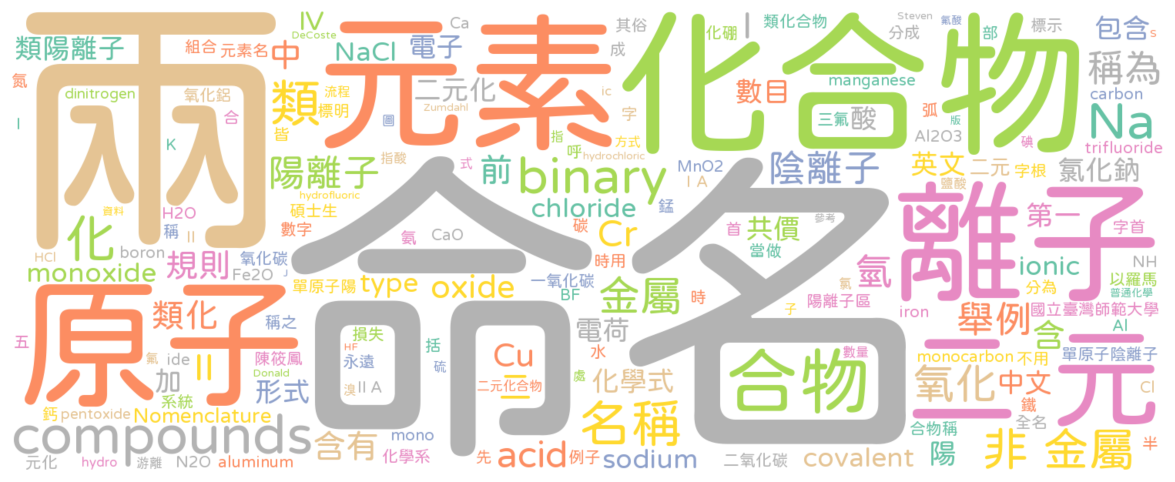 兩
命名
元素
化合物
離子
原子
二元
化合物
compounds
類陽離子
組合
元素名
中
IV
DeCoste
NaCl
Ca
電子
其俗
成
化硼
I
類化合物
Steven
分成
氟酸
部
標示
包含
s
稱為
氮
dinitrogen
氧化鋁
流程
標明
類
ic
Zumdahl
二元化
字
數目
manganese
三氟
酸
弧
版
碘
carbon
Na
trifluoride
I
合
K
皆
圖
指
呼
方式
hydrochloric
Al2O3
陽離子
指酸
式
前
binary
MnO2
I A
陰離子
英文
二元
字根
鹽酸
氯化鈉
資料
H2O
II
稱
hydrofluoric
碩士生
數字
chloride
錳
參考
首
共價
第一
字首
HCl
化
boron
氧化碳
J
氨
CaO
碳
Cr
時用
當做
氫
ionic
NH
以羅馬
普通化學
monoxide
規則
Fe2O
單原子陽
type
oxide
一氧化碳
BF
金屬
時
氯
陽離子區
分為
國立臺灣師範大學
子
iron
Al
五
類化
稱之
損失
電荷
舉例
含
II
氟
ide
陳筱鳳
括
永遠
HF
Cu
水
數量
monocarbon
不用
單原子陰離子
加
Donald
形式
溴
II A
硫
二
二元化合物
處
化學式
合物
氧化
中文
Cl
鐵
鈣
pentoxide
系統
Nomenclature
名稱
全名
含有
mono
化學系
先
acid
例子
sodium
合物稱
陽
非
金屬
半
元化
hydro
游離
N2O
aluminum
二氧化碳
covalent